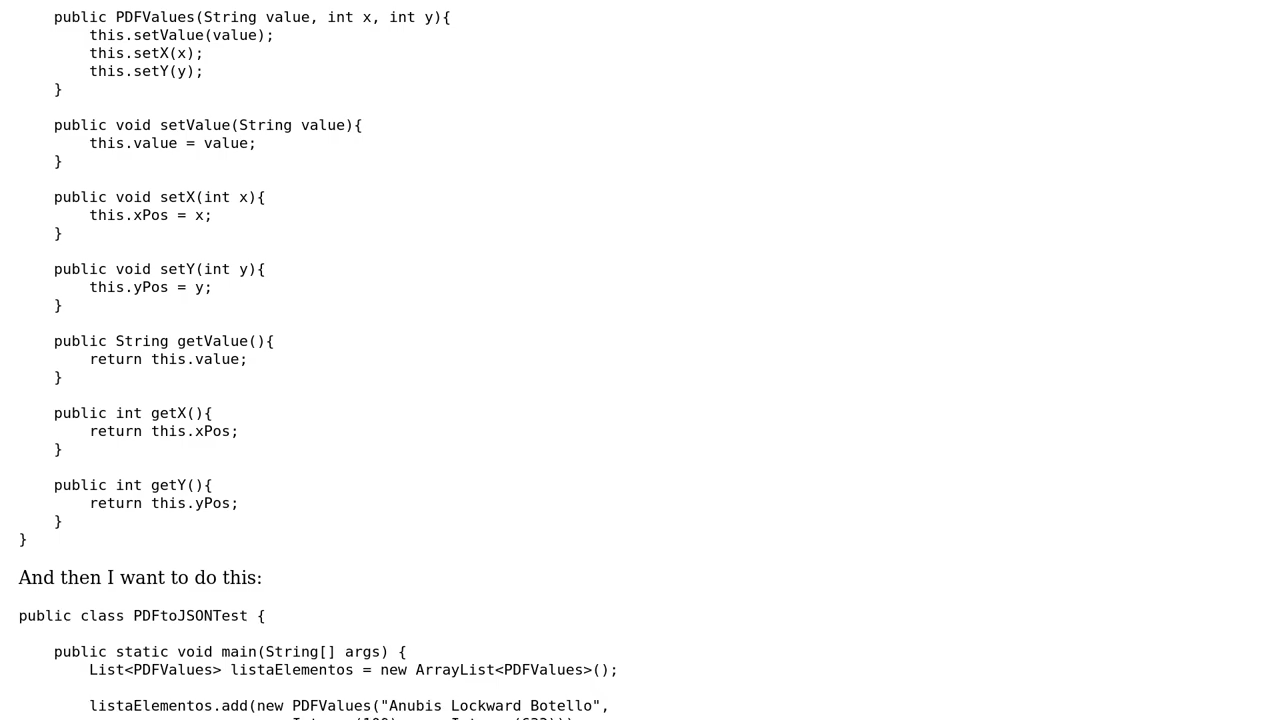 public PDFValues(String value, int x, int y){
        this.setValue(value);
        this.setX(x);
        this.setY(y);
    }

    public void setValue(String value){
        this.value = value;
    }

    public void setX(int x){
        this.xPos = x;
    }

    public void setY(int y){
        this.yPos = y;
    }

    public String getValue(){
        return this.value;
    }

    public int getX(){
        return this.xPos;
    }

    public int getY(){
        return this.yPos;
    }
}
And then I want to do this:
public class PDFtoJSONTest {

    public static void main(String[] args) {
        List<PDFValues> listaElementos = new ArrayList<PDFValues>();

        listaElementos.add(new PDFValues("Anubis Lockward Botello",